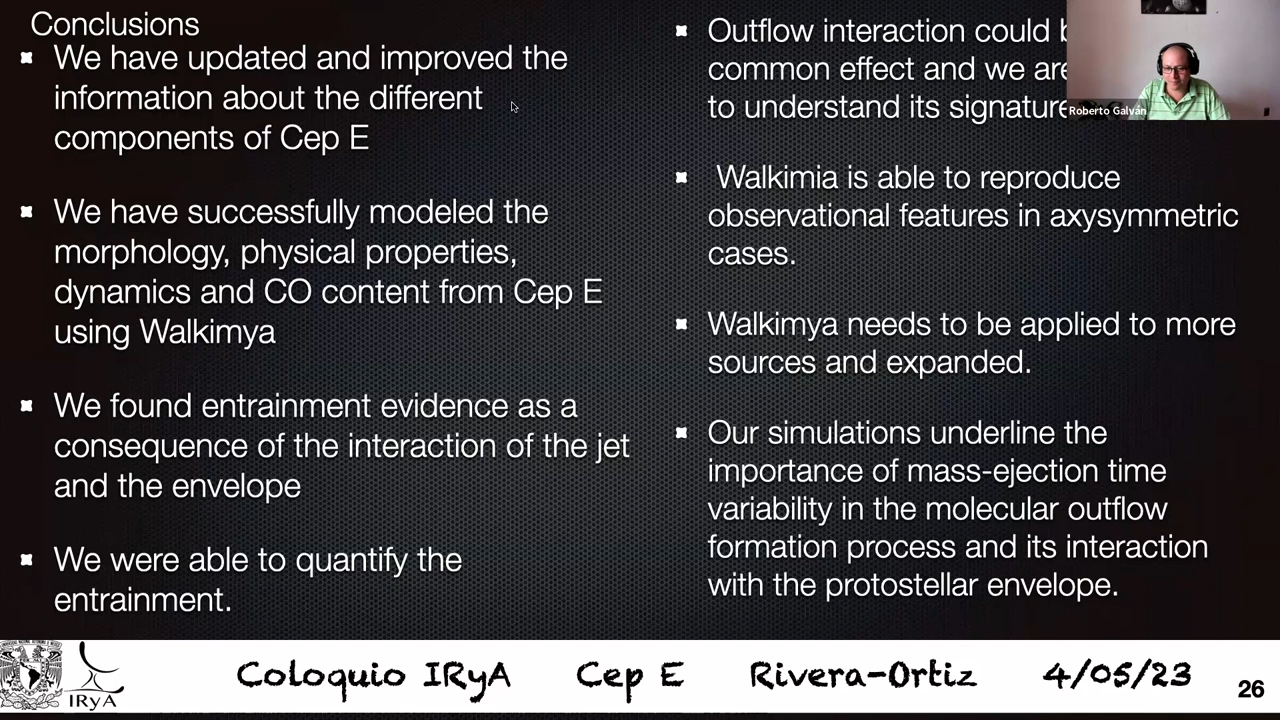 Conclusions
We have updated and improved the
information about the different
components of Cep E
We have successfully modeled the
morphology, physical properties,
dynamics and CO content from Cep E
using Walkimya
We found entrainment evidence as a
consequence of the interaction of the jet
and the envelope
We were able to quantify the
entrainment.
Outflow interaction could
common effect and we are
to understand its signature
Walkimia is able to reproduce
observational features in axysymmetric
cases.
Walkimya needs to be applied to more
sources and expanded.
Our simulations underline the
importance of mass-ejection time
variability in the molecular outflow
formation process and its interaction
with the protostellar envelope.
Roberto Galván
IRyA
Coloquio IRyA Cep E Rivera-Ortiz 4/05/23
26